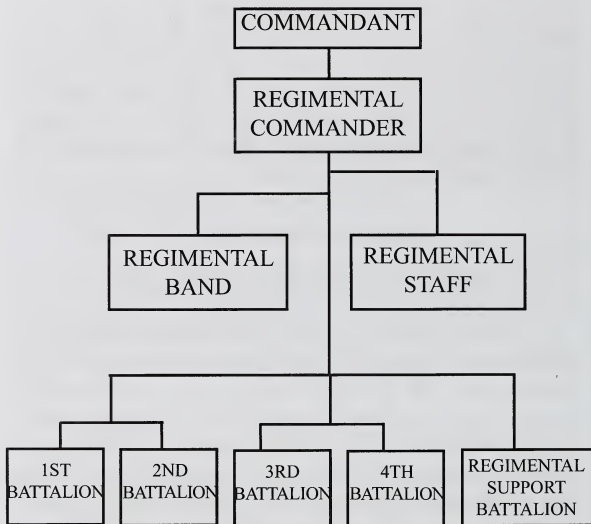 COMMANDANT
REGIMENTAL
COMMANDER
REGIMENTAL
BAND
REGIMENTAL
STAFF
1ST
BATTALION
2ND
BATTALION
3RD
BATTALION
4TH
BATTALION
REGIMENTAL
SUPPORT
BATTALION